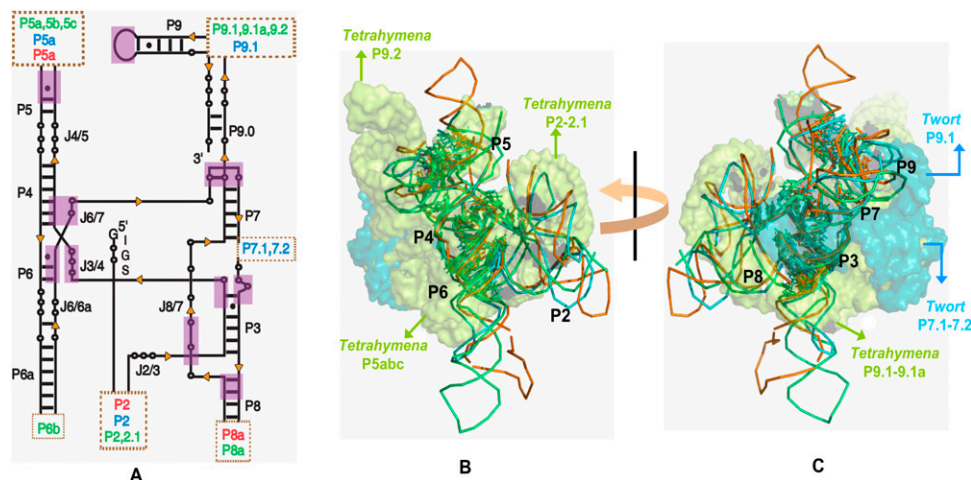 P5a,5b,5c
P5a
P5a
P9
P9.1,9.1a,9.2
P9.1
P5
J4/5
P9.0
3'
P4
J6/7
P7
5'
G
I
G
S
P7.1,7.2
P6
J3/4
J6/6a
J8/7
P3
J2/3
P6a
P8
P6b
P2
P2
P2,2.1
P8a
P8a
A
Tetrahymena
P9.2
Tetrahymena
P2-2.1
P5
P4
P6
P2
Tetrahymena
P5abc
B
Twort
P9.1
P9
P7
P3
P8
Twort
P7.1-7.2
Tetrahymena
P9.1-9.1a
C